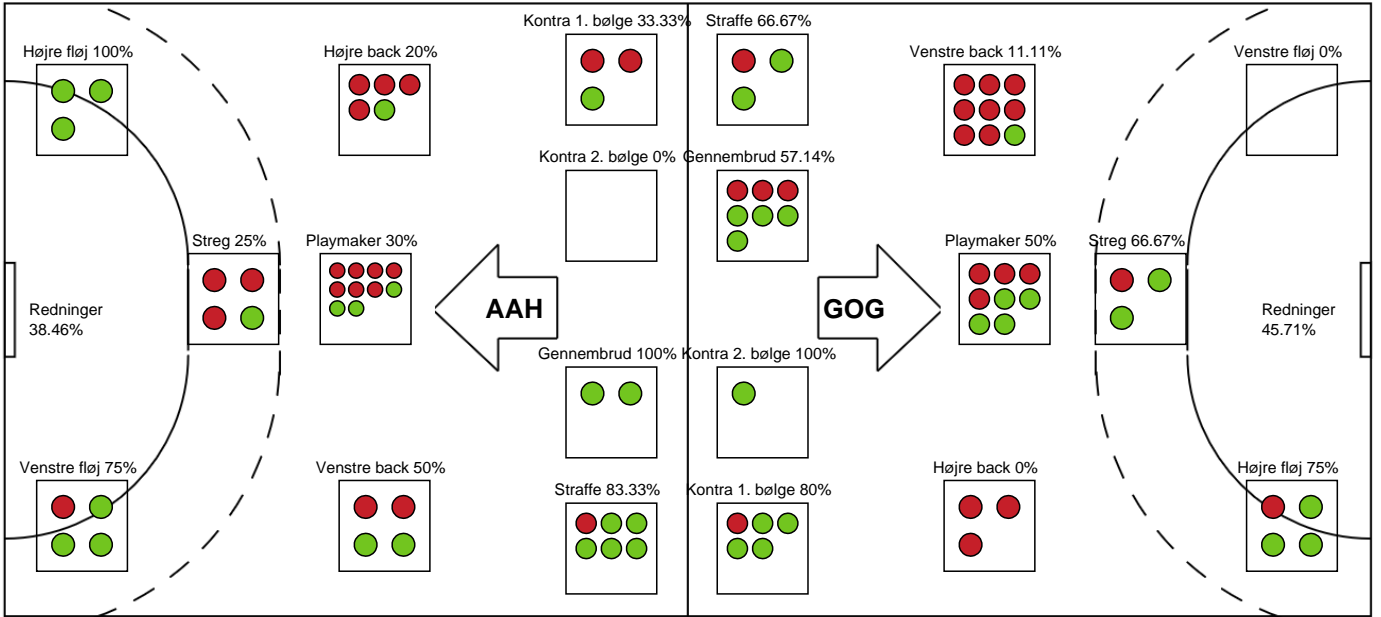 Kontra 1. bølge 33.33%
Straffe 66.67%
Højre fløj 100%
Højre back 20%
Venstre back 11.11%
Venstre fløj 0%
Kontra 2. bølge 0%
Gennembrud 57.14%
Streg 25%
Playmaker 30%
Playmaker 50%
Streg 66.67%
Redninger
38.46%
AAH
GOG
Redninger
45.71%
Gennembrud 100%
Kontra 2. bølge 100%
Venstre fløj 75%
Venstre back 50%
Højre back 0%
Højre fløj 75%
Straffe 83.33%
Kontra 1. bølge 80%